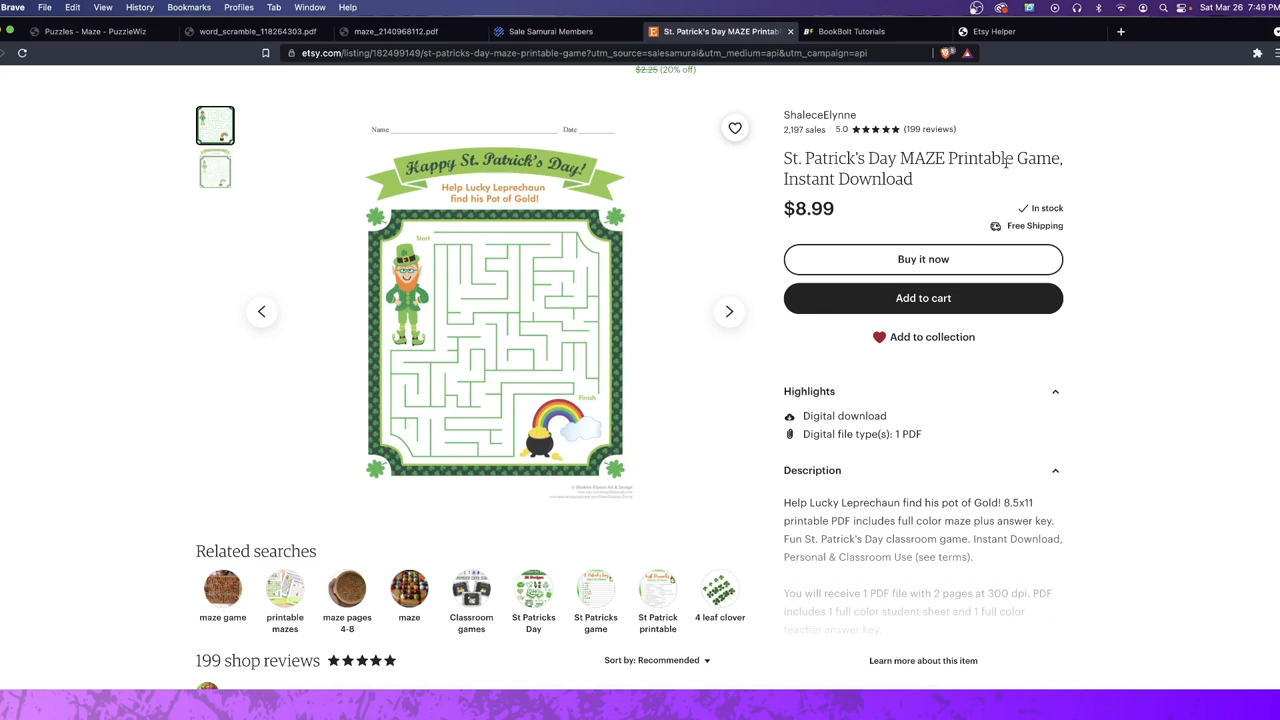 Brave File Edit View History Bookmarks Profiles Tab Window Help Sat Mar 26 7:49 PM
Puzzles - Maze - PuzzleWiz
word_scramble_118264303.pdf
maze_2140968112.pdf
Sale Samurai Members
St. Patrick's Day MAZE Printabl
BookBolt Tutorials
Etsy Helper
etsy.com/listing/182499149/st-patricks-day-maze-printable-game?utm_source=salesamurai&utm_medium=api&utm_campaign=api
$2.25 (20% off)
Name Date
Happy St. Patrick's Day!
Help Lucky Leprechaun
find his Pot of Gold!
Start
Finish
ShaleceElynne
2,197 sales 5.0 (199 reviews)
St. Patrick's Day MAZE Printable Game,
Instant Download
$8.99
In stock
Free Shipping
Buy it now
Add to cart
Add to collection
Highlights
Digital download
Digital file type(s): 1 PDF
Description
Help Lucky Leprechaun find his pot of Gold! 8.5x11
printable PDF includes full color maze plus answer key.
Fun St. Patrick's Day classroom game. Instant Download,
Personal & Classroom Use (see terms).
You will receive 1 PDF file with 2 pages at 300 dpi. PDF
includes 1 full color student sheet and 1 full color
teacher answer key.
Learn more about this item
Related searches
maze game
printable
mazes
maze pages
4-8
maze
Classroom
games
St Patricks
Day
St Patricks
game
St Patrick
printable
4 leaf clover
199 shop reviews
Sort by: Recommended